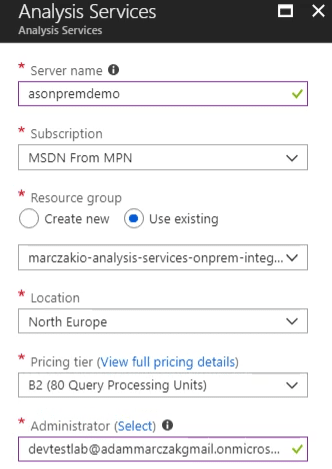 Analysis Services
Analysis Services
* Server name
asonpremdemo
* Subscription
MSDN From MPN
* Resource group
Create new Use existing
marczakio-analysis-services-onprem-integ...
* Location
North Europe
* Pricing tier (View full pricing details)
B2 (80 Query Processing Units)
* Administrator (Select)
devtestlab@adammarczakgmail.onmicros...